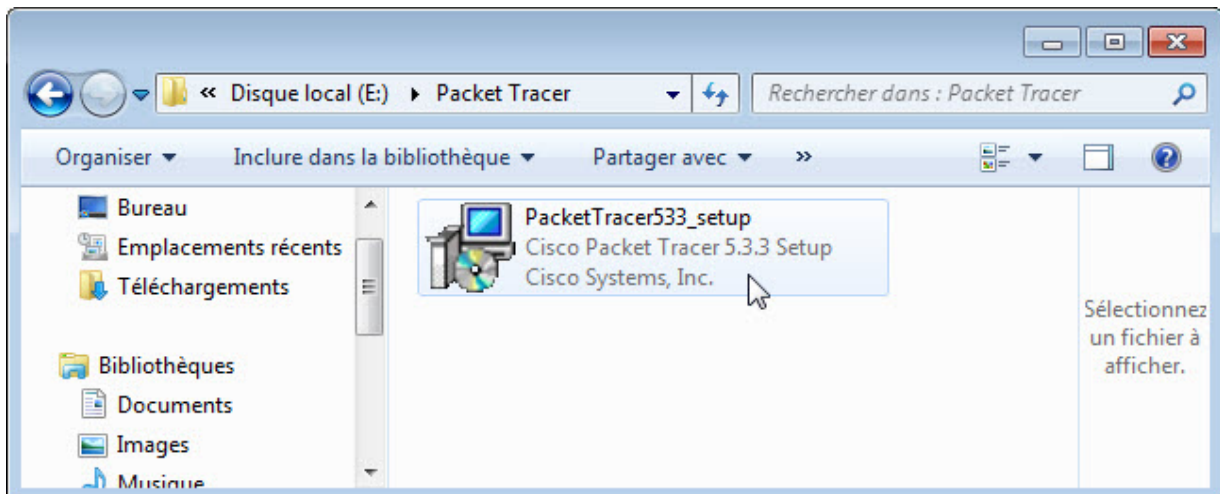 « Disque local (E:) Packet Tracer
Rechercher dans : Packet Tracer
Organiser Inclure dans la bibliothèque Partager avec »
Bureau
Emplacements récents
Téléchargements
Bibliothèques
Documents
Images
Musique
PacketTracer533_setup
Cisco Packet Tracer 5.3.3 Setup
Cisco Systems, Inc.
Sélectionnez
un fichier à
afficher.